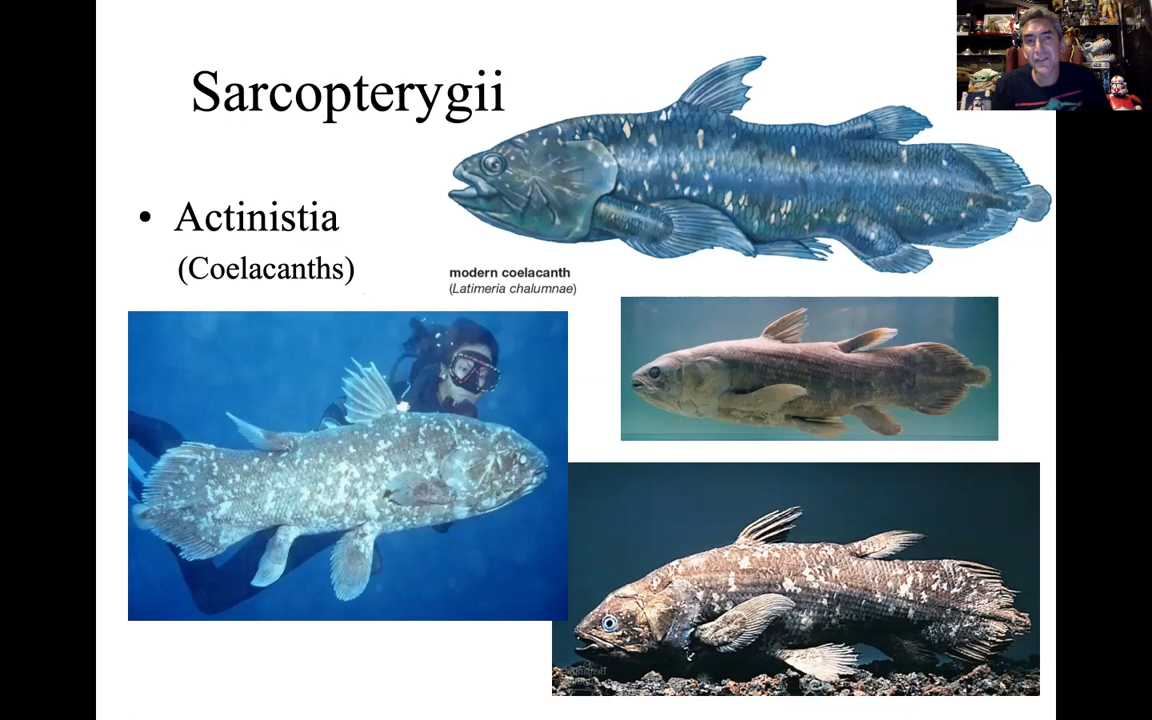 Sarcopterygii
• Actinistia
(Coelacanths)
modern coelacanth
(Latimeria chalumnae)